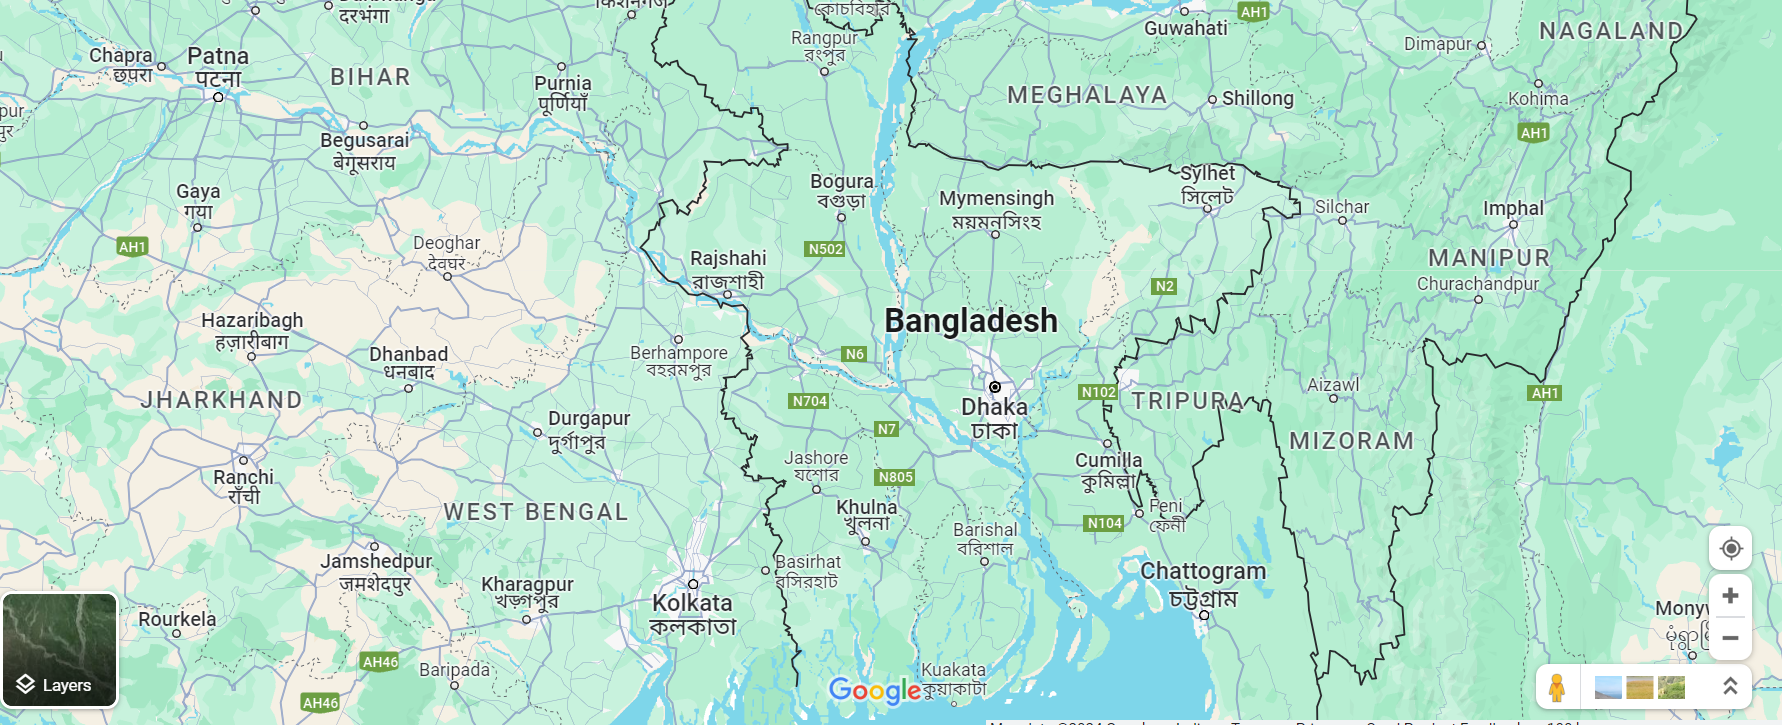 दरभंगा
কোচবিহার
Rangpur
রংপুর
Guwahati
AH1
NAGALAND
Dimapur
Chapra
छपरा
Patna
पटना
BIHAR
Purnia
पूर्णियाँ
MEGHALAYA
Shillong
Kohima
AH1
Begusarai
बेगूसराय
Gaya
गया
Bogura
বগুড়া
Mymensingh
ময়মনসিংহ
Sylhet
সিলেট
Silchar
Imphal
AH1
Deoghar
देवघर
N502
Rajshahi
রাজশাহী
MANIPUR
Churachandpur
N2
Hazaribagh
हज़ारीबाग
Bangladesh
Dhanbad
धनबाद
Berhampore
বহরমপুর
N6
JHARKHAND
N704
Dhaka
ঢাকা
N102
TRIPURA
Aizawl
AH1
Durgapur
দুর্গাপুর
N7
MIZORAM
Ranchi
राँची
Jashore
যশোর
N805
Cumilla
কুমিল্লা
WEST BENGAL
Khulna
খুলনা
Barishal
বরিশাল
N104
Feni
ফেনী
Jamshedpur
जमशेदपुर
Kharagpur
খড়্গপুর
Basirhat
বসিরহাট
Chattogram
চট্টগ্রাম
Kolkata
কলকাতা
Rourkela
AH46
Baripada
AH46
Kuakata
কুয়াকাটা
Google
Layers